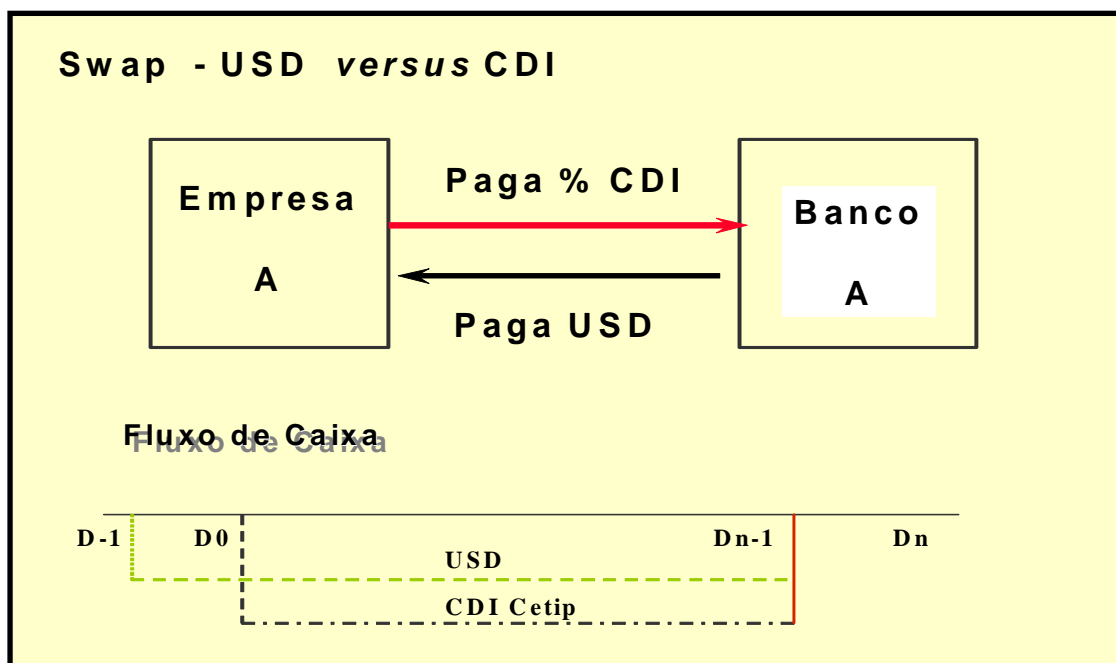 Swap - USD versus CDI
Empresa
A
Paga % CDI
Paga USD
Banco
A
Fluxo de Caixa
D-1
D0
Dn-1
Dn
USD
CDI Cetip